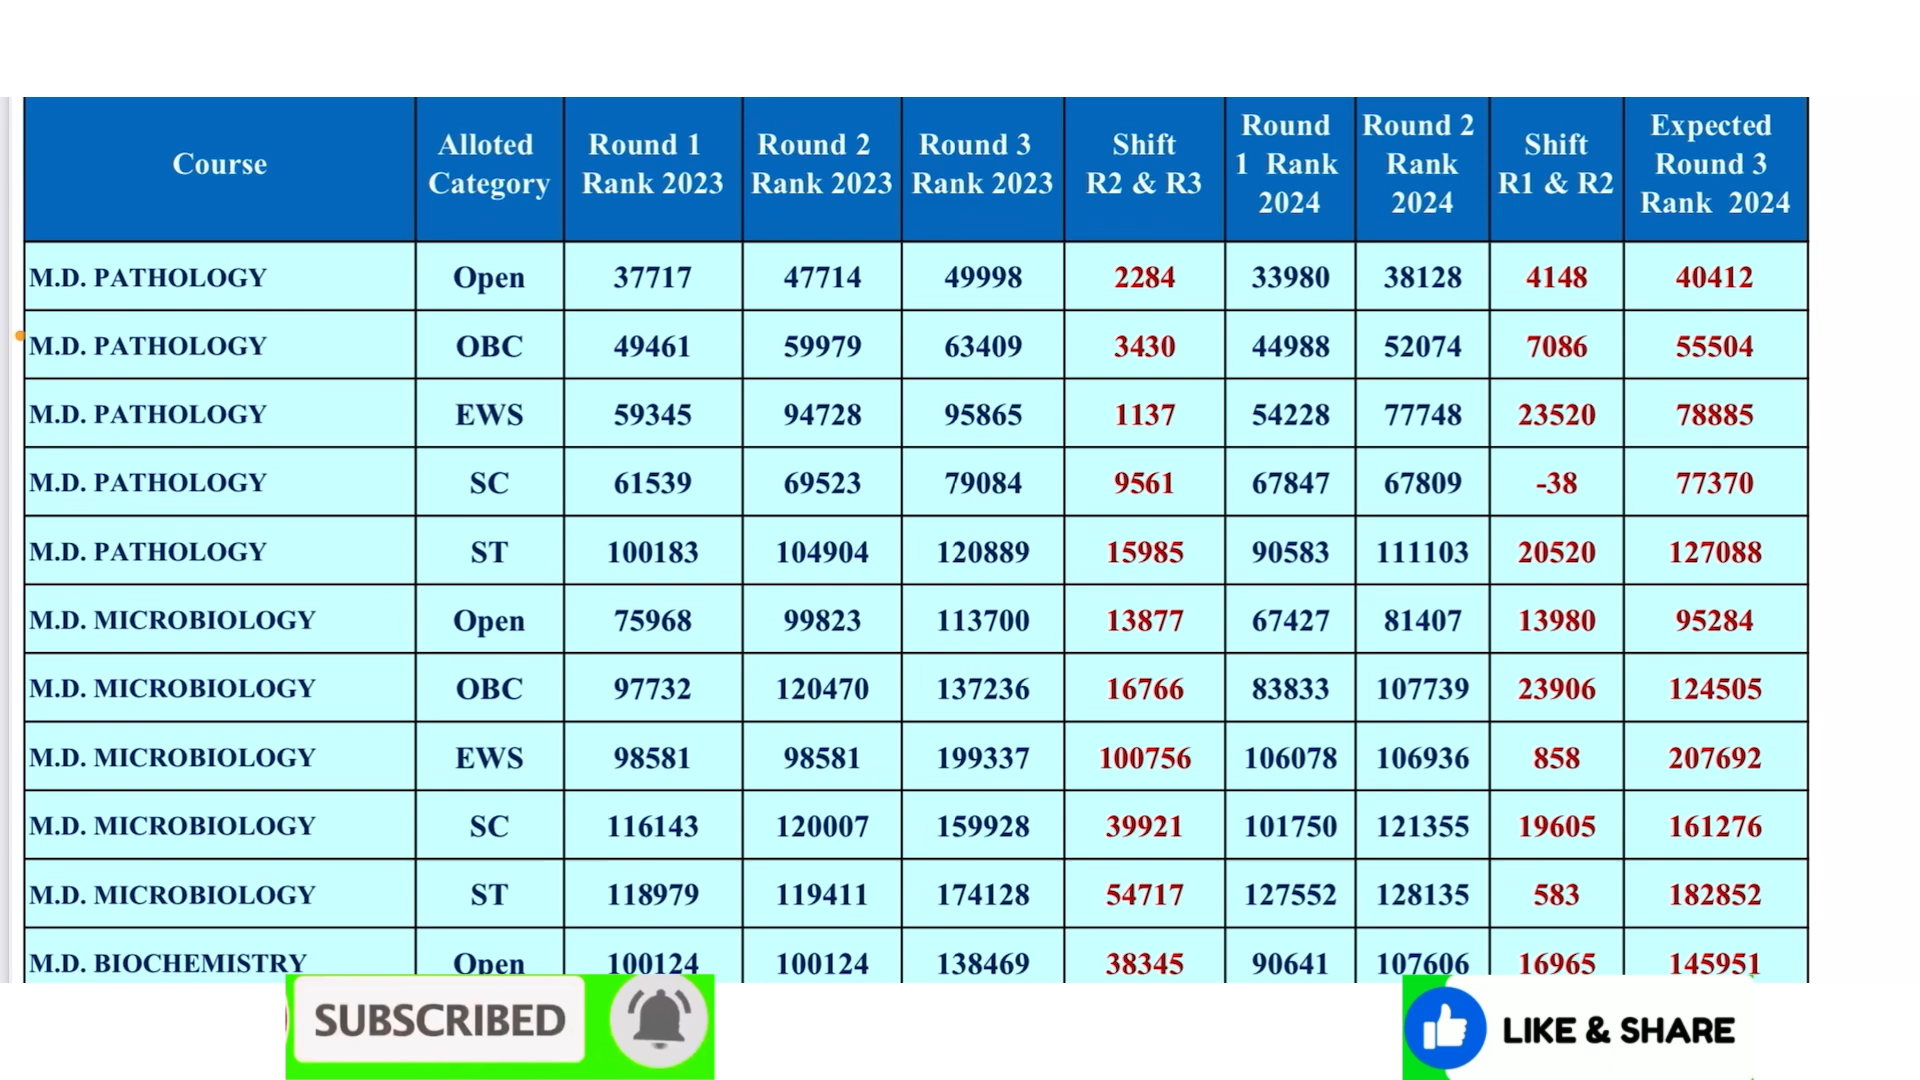 Course Alloted Category Round 1 Rank 2023 Round 2 Rank 2023 Round 3 Rank 2023 Shift R2 & R3 Round 1 Rank 2024 Round 2 Rank 2024 Shift R1 & R2 Expected Round 3 Rank 2024
M.D. PATHOLOGY Open 37717 47714 49998 2284 33980 38128 4148 40412
M.D. PATHOLOGY OBC 49461 59979 63409 3430 44988 52074 7086 55504
M.D. PATHOLOGY EWS 59345 94728 95865 1137 54228 77748 23520 78885
M.D. PATHOLOGY SC 61539 69523 79084 9561 67847 67809 -38 77370
M.D. PATHOLOGY ST 100183 104904 120889 15985 90583 111103 20520 127088
M.D. MICROBIOLOGY Open 75968 99823 113700 13877 67427 81407 13980 95284
M.D. MICROBIOLOGY OBC 97732 120470 137236 16766 83833 107739 23906 124505
M.D. MICROBIOLOGY EWS 98581 98581 199337 100756 106078 106936 858 207692
M.D. MICROBIOLOGY SC 116143 120007 159928 39921 101750 121355 19605 161276
M.D. MICROBIOLOGY ST 118979 119411 174128 54717 127552 128135 583 182852
M.D. BIOCHEMISTRY Open 100124 100124 138469 38345 90641 107606 16965 145951
SUBSCRIBED
LIKE & SHARE